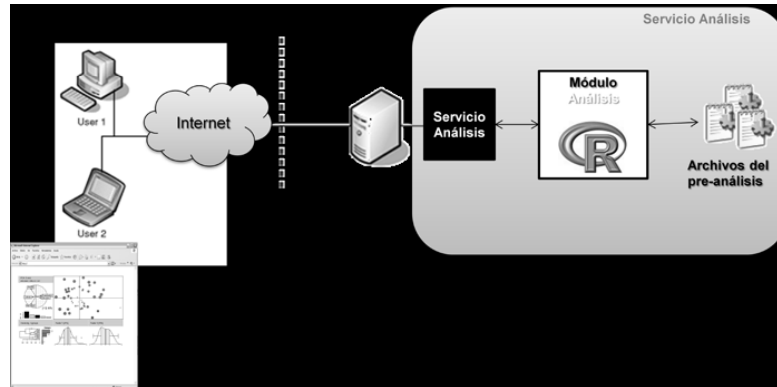 Servicio Análisis
User 1
Internet
User 2
Servicio
Análisis
Módulo
Análisis
R
Archivos del
pre-análisis